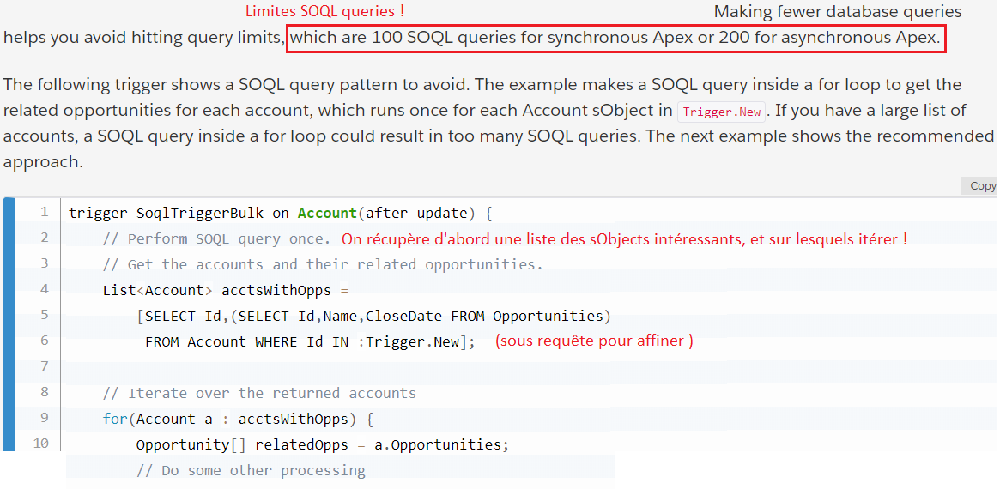 Limites SOQL queries ! Making fewer database queries
helps you avoid hitting query limits, which are 100 SOQL queries for synchronous Apex or 200 for asynchronous Apex.
The following trigger shows a SOQL query pattern to avoid. The example makes a SOQL query inside a for loop to get the
related opportunities for each account, which runs once for each Account sObject in Trigger.New. If you have a large list of
accounts, a SOQL query inside a for loop could result in too many SOQL queries. The next example shows the recommended
approach.
Copy
1 trigger SoqlTriggerBulk on Account(after update) {
2 // Perform SOQL query once. On récupère d'abord une liste des sObjects intéressants, et sur lesquels itérer !
3 // Get the accounts and their related opportunities.
4 List<Account> acctsWithOpps =
5 [SELECT Id,(SELECT Id,Name,CloseDate FROM Opportunities)
6 FROM Account WHERE Id IN :Trigger.New]; (sous requête pour affiner )
7
8 // Iterate over the returned accounts
9 for(Account a : acctsWithOpps) {
10 Opportunity[] relatedOpps = a.Opportunities;
// Do some other processing